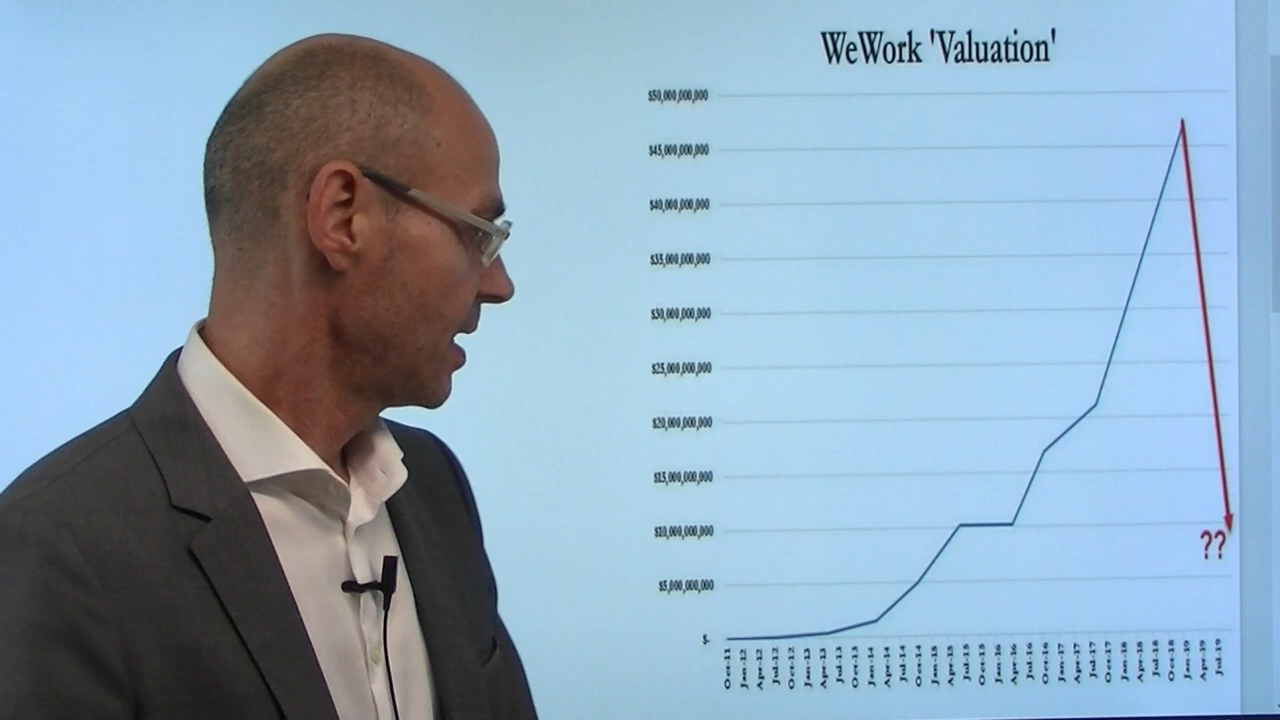 WeWork 'Valuation'
$50,000,000,000
$45,000,000,000
$40,000,000,000
$35,000,000,000
$30,000,000,000
$25,000,000,000
$20,000,000,000
$15,000,000,000
$10,000,000,000
??
$5,000,000,000
$-
Oct-11
Jan-12
Apr-12
Jul-12
Oct-12
Jan-13
Apr-13
Jul-13
Oct-13
Jan-14
Apr-14
Jul-14
Oct-14
Jan-15
Apr-15
Jul-15
Oct-15
Jan-16
Apr-16
Jul-16
Oct-16
Jan-17
Apr-17
Jul-17
Oct-17
Jan-18
Apr-18
Jul-18
Oct-18
Jan-19
Apr-19
Jul-19